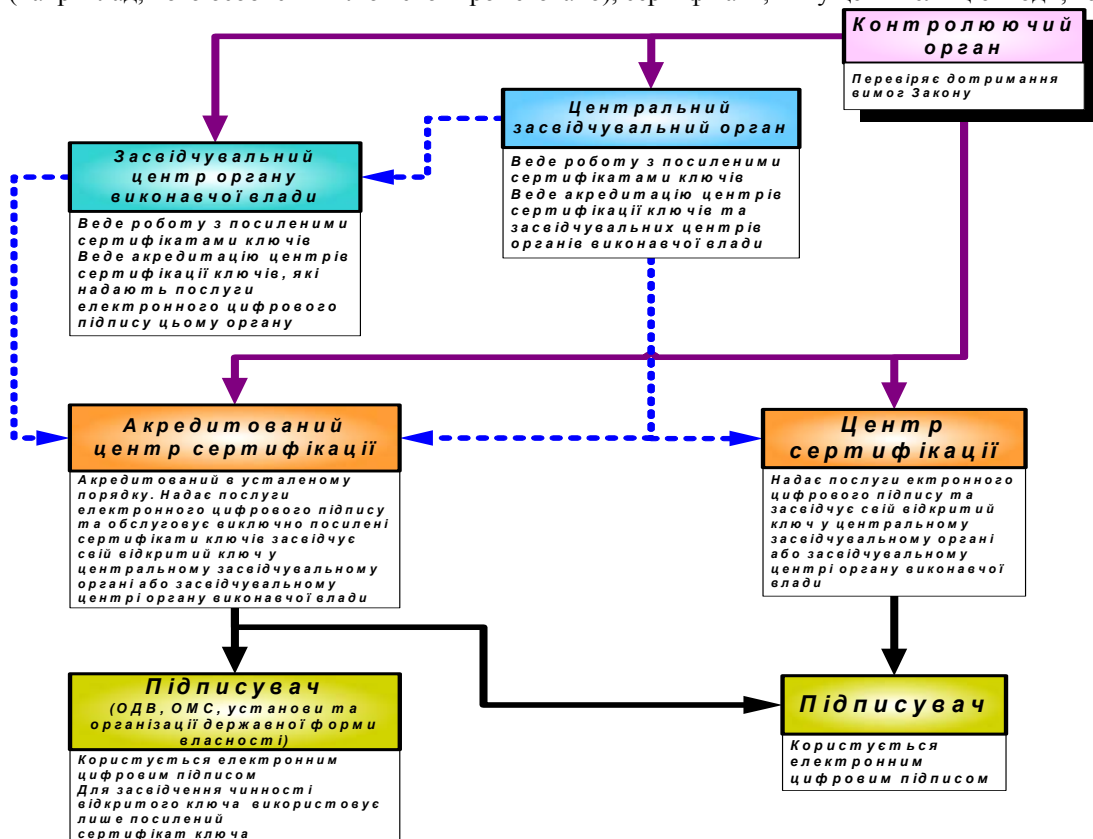 Контролюючий
орган
Перевіряє дотримання
вимог Закону
Центральний
засвідчувальний орган
Веде роботу з посиленими
сертифікатами ключів
Веде акредитацію центрів
сертифікації ключів та
засвідчувальних центрів
органів виконавчої влади
Засвідчувальний
центр органу
виконавчої влади
Веде роботу з посиленими
сертифікатами ключів
Веде акредитацію центрів
сертифікації ключів, які
надають послуги
електронного цифрового
підпису цьому органу
Акредитований
центр сертифікації
Акредитований в усталеному
порядку. Надає послуги
електронного цифрового підпису
та обслуговує виключно посилені
сертифікати ключів засвідчує
свій відкритий ключ у
центральному засвідчувальному
органі або засвідчувальному
центрі органу виконавчої влади
Центр
сертифікації
Надає послуги ектронного
цифрового підпису та
засвідчує свій відкритий
ключ у центральному
засвідчувальному органі
або засвідчувальному
центрі органу виконавчої
влади
Підписувач
(ОДВ, ОМС, установи та
організації державної форми
власності)
Користується електронним
цифровим підписом
Для засвідчення чинності
відкритого ключа використовує
лише посилений
сертифікат ключа
Підписувач
Користується
електронним
цифровим підписом